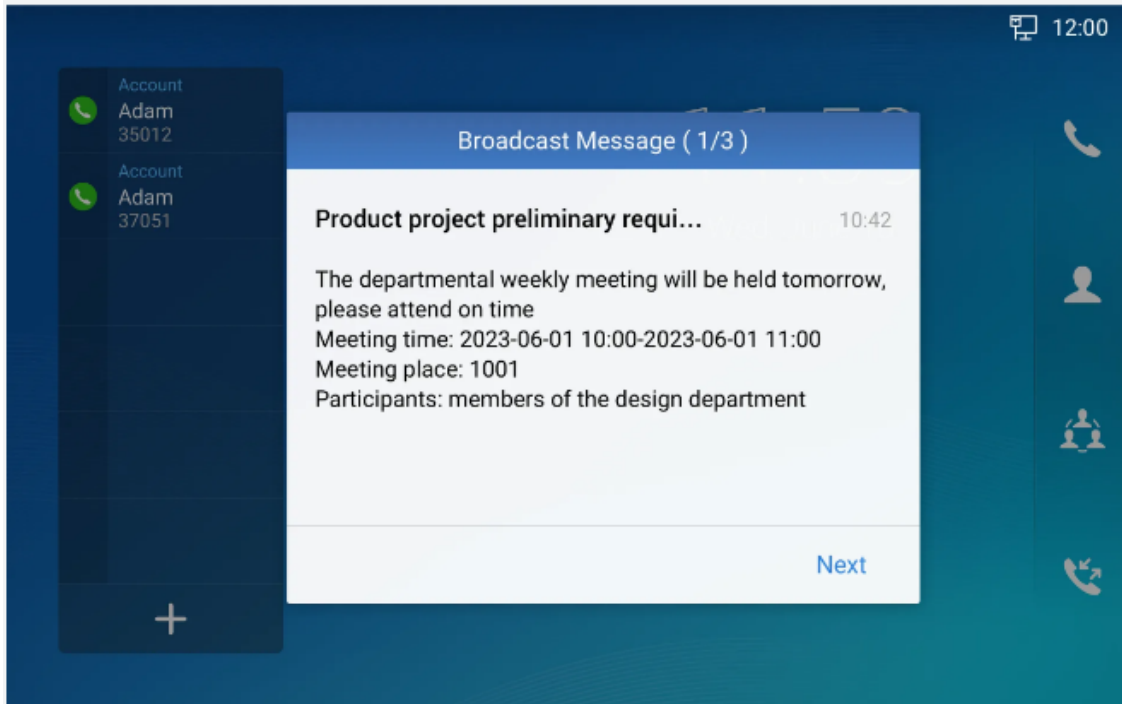 12:00
Account
Adam
35012
Account
Adam
37051
Broadcast Message ( 1/3 )
Product project preliminary requi...
10:42
The departmental weekly meeting will be held tomorrow,
please attend on time
Meeting time: 2023-06-01 10:00-2023-06-01 11:00
Meeting place: 1001
Participants: members of the design department
Next